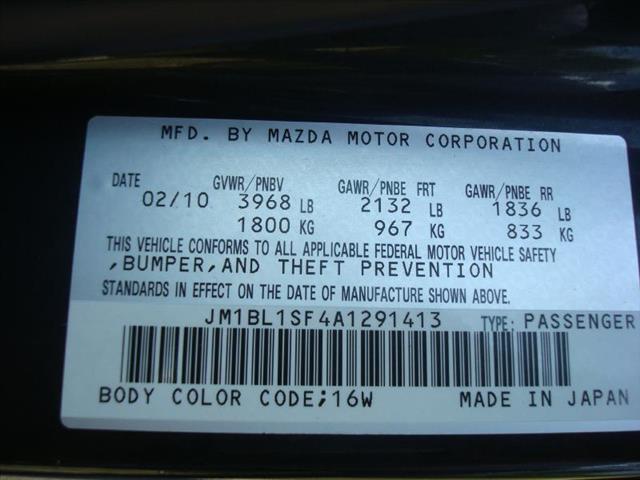 MFD. BY MAZDA MOTOR CORPORATION
DATE GVWR/PNBV GAWR/PNBE FRT GAWR/PNBE RR
02/10 3968 LB 2132 LB 1836 LB
1800 KG 967 KG 833 KG
THIS VEHICLE CONFORMS TO ALL APPLICABLE FEDERAL MOTOR VEHICLE SAFETY
,BUMPER,AND THEFT PREVENTION
STANDARDS IN EFFECT ON THE DATE OF MANUFACTURE SHOWN ABOVE.
JM1BL1SF4A1291413 TYPE: PASSENGER
BODY COLOR CODE;16W MADE IN JAPAN